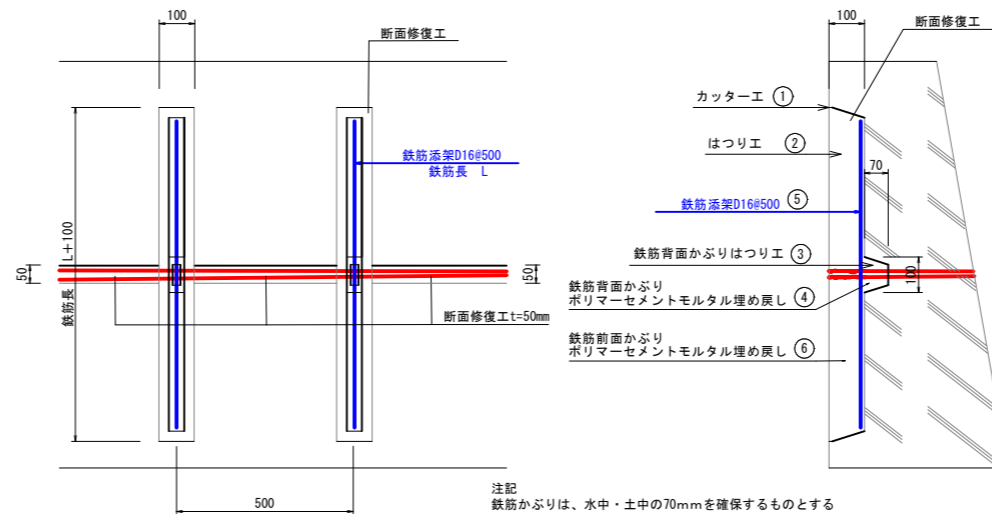 100
断面修復工
鉄筋添架D16@500
鉄筋長 L
鉄筋長 L+100
50
50
断面修復工t=50mm
500
100
断面修復工
カッター工 ①
はつり工 ②
70
鉄筋添架D16@500 ⑤
鉄筋背面かぶりはつり工 ③
100
鉄筋背面かぶり
ポリマーセメントモルタル埋め戻し ④
鉄筋前面かぶり
ポリマーセメントモルタル埋め戻し ⑥
注記
鉄筋かぶりは、水中・土中の70mmを確保するものとする